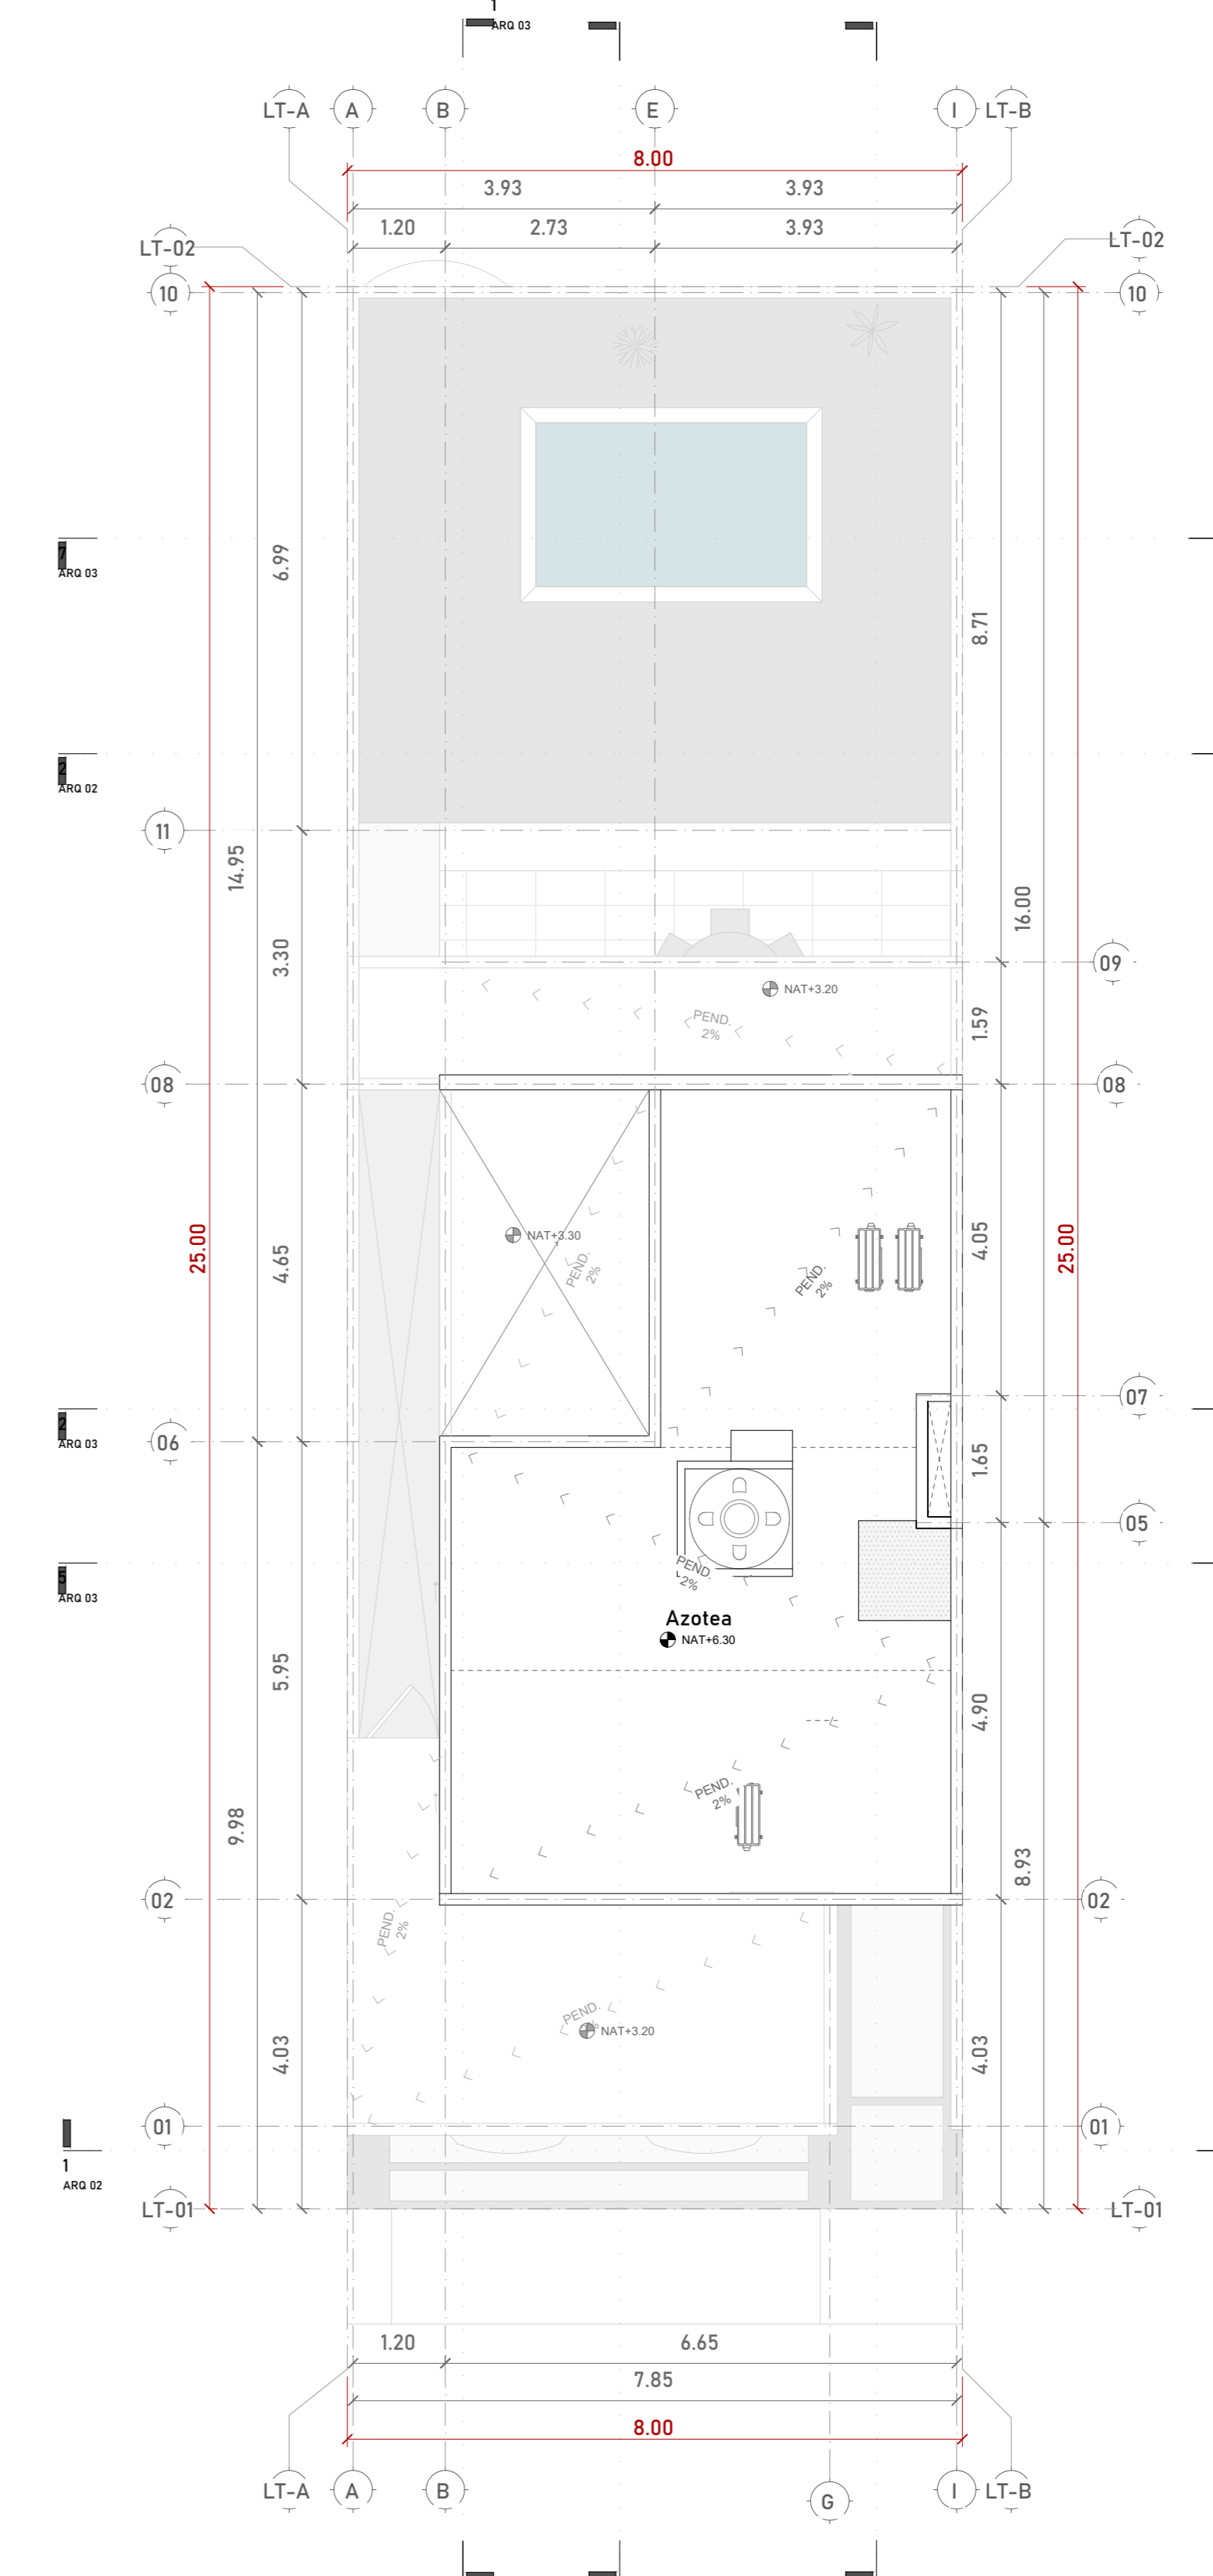 1
ARQ 03
LT-A
A
B
E
I
LT-B
8.00
3.93
3.93
1.20
2.73
3.93
LT-02
LT-02
10
10
6.99
8.71
7
ARQ 03
2
ARQ 02
11
14.95
16.00
3.30
09
NAT+3.20
PEND.
2%
1.59
08
08
25.00
4.65
NAT+3.30
PEND.
2%
PEND.
2%
4.05
25.00
07
2
ARQ 03
06
1.65
05
5
ARQ 03
PEND.
2%
Azotea
NAT+6.30
5.95
4.90
PEND.
2%
9.98
8.93
02
02
PEND.
2%
PEND.
NAT+3.20
4.03
4.03
01
01
1
ARQ 02
LT-01
LT-01
1.20
6.65
7.85
8.00
LT-A
A
B
G
I
LT-B